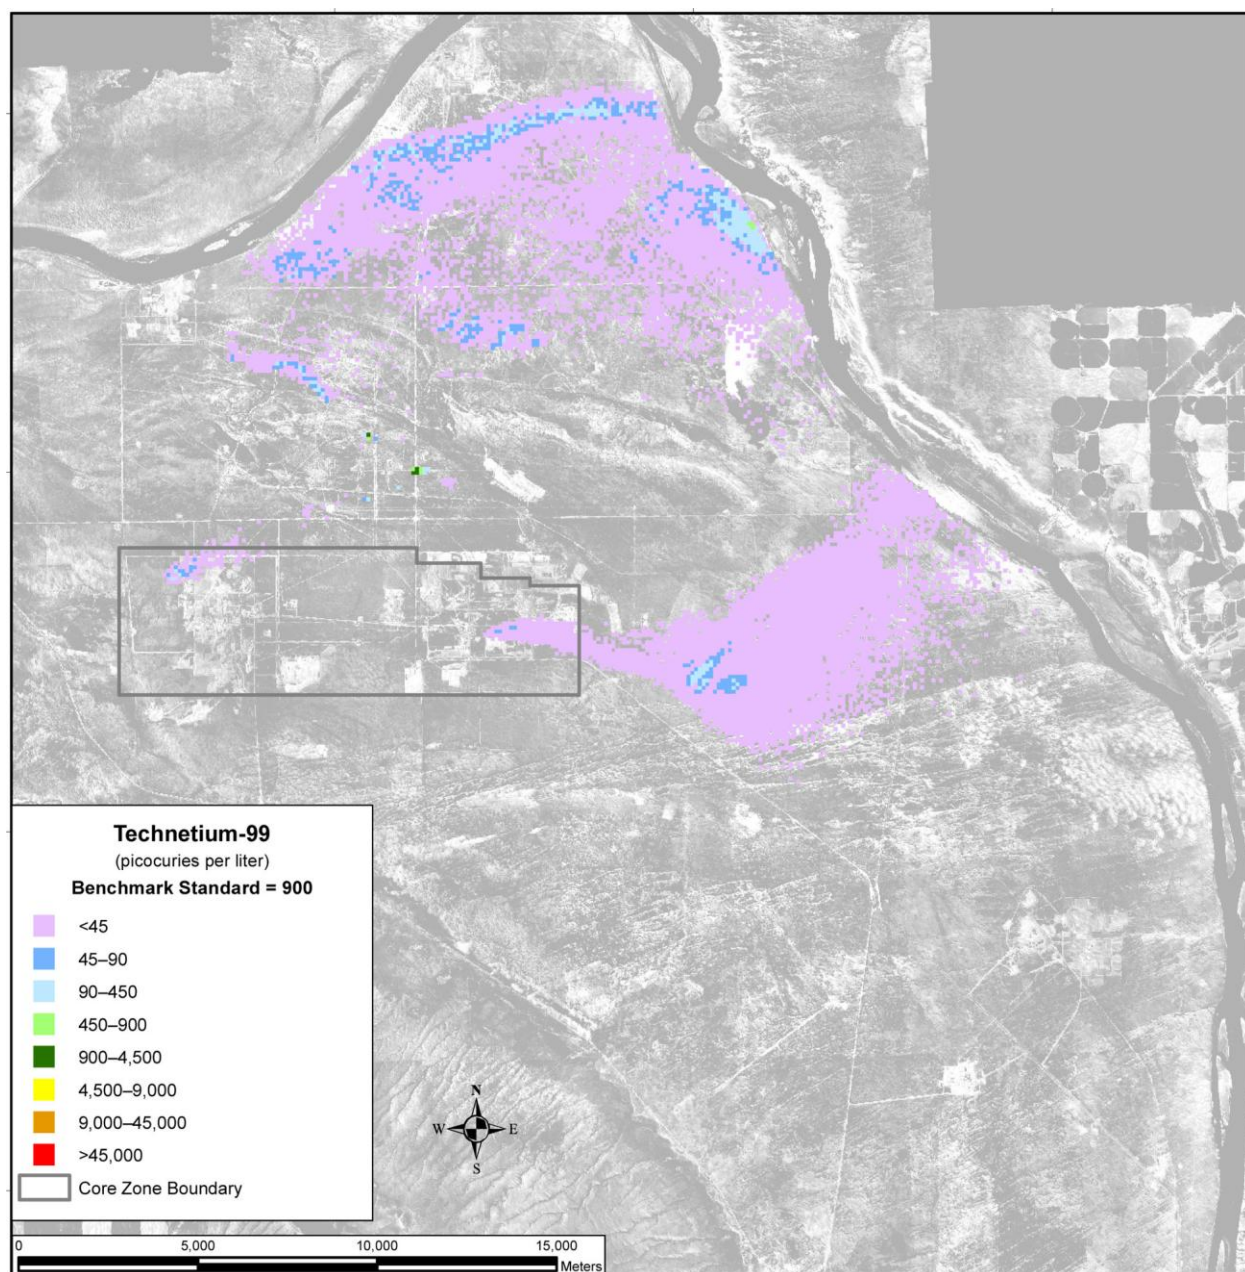 N
W E
S
Technetium-99
(picocuries per liter)
Benchmark Standard = 900
<45
45–90
90–450
450–900
900–4,500
4,500–9,000
9,000–45,000
>45,000
Core Zone Boundary
0 5,000 10,000 15,000
Meters